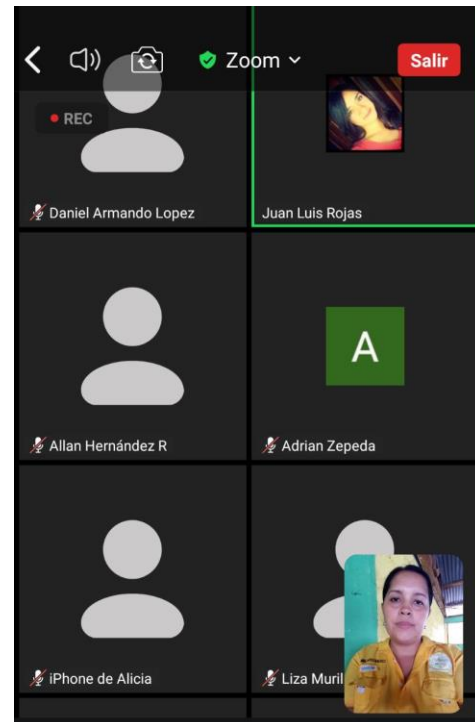 Zoom
Salir
REC
Daniel Armando Lopez
Juan Luis Rojas
A
Allan Hernández R
Adrian Zepeda
iPhone de Alicia
Liza Muril